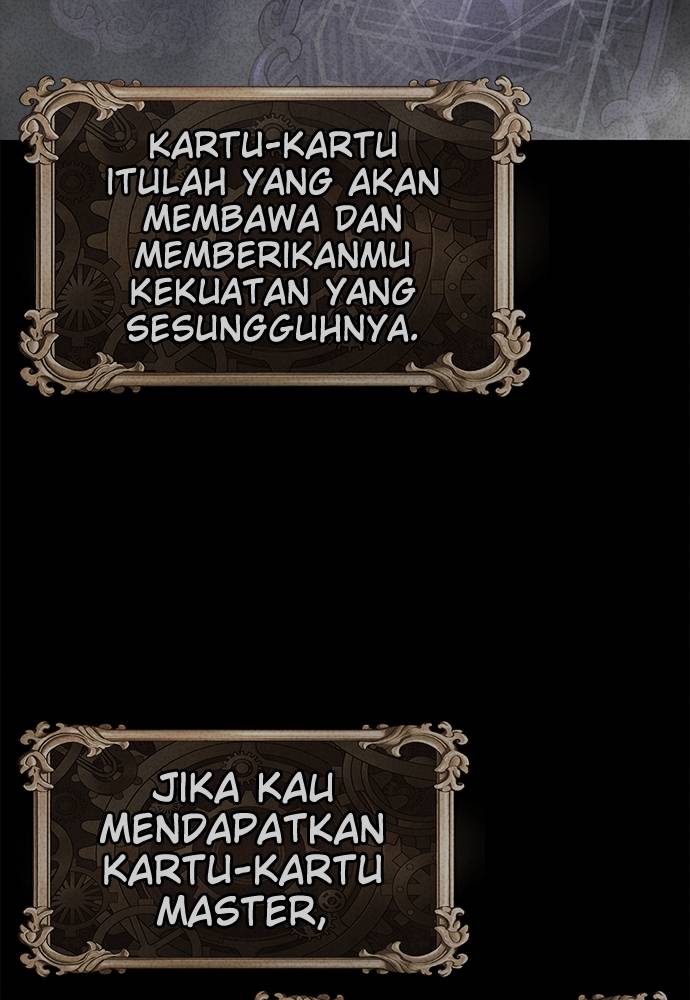 KARTU-KARTU
ITULAH YANG AKAN
MEMBAWA DAN
MEMBERIKANMU
KEKUATAN YANG
SESUNGGUHNYA.
JIKA KAU
MENDAPATKAN
KARTU-KARTU
MASTER,